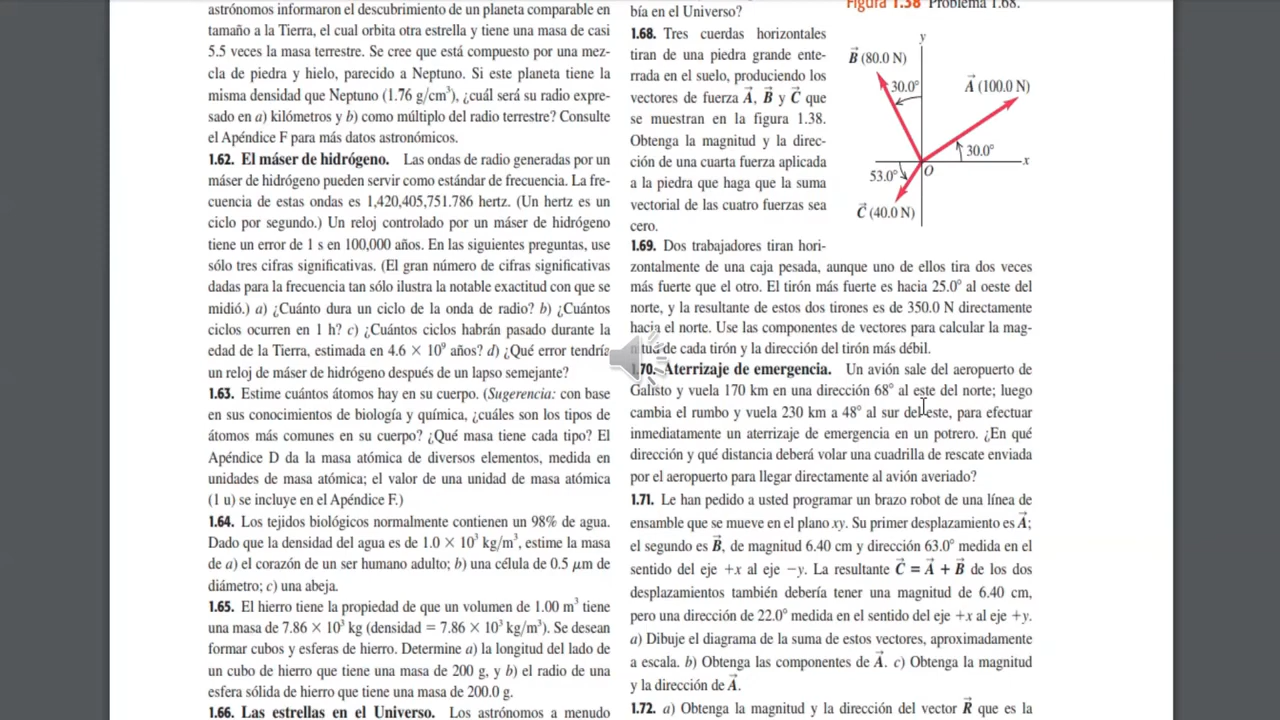 astrónomos informaron el descubrimiento de un planeta comparable en
tamaño a la Tierra, el cual orbita otra estrella y tiene una masa de casi
5.5 veces la masa terrestre. Se cree que está compuesto por una mez-
cla de piedra y hielo, parecido a Neptuno. Si este planeta tiene la
misma densidad que Neptuno (1.76 g/cm³), ¿cuál será su radio expre-
sado en a) kilómetros y b) como múltiplo del radio terrestre? Consulte
el Apéndice F para más datos astronómicos.
1.62. El máser de hidrógeno. Las ondas de radio generadas por un
máser de hidrógeno pueden servir como estándar de frecuencia. La fre-
cuencia de estas ondas es 1,420,405,751.786 hertz. (Un hertz es un
ciclo por segundo.) Un reloj controlado por un máser de hidrógeno
tiene un error de 1 s en 100,000 años. En las siguientes preguntas, use
sólo tres cifras significativas. (El gran número de cifras significativas
dadas para la frecuencia tan sólo ilustra la notable exactitud con que se
midió.) a) ¿Cuánto dura un ciclo de la onda de radio? b) ¿Cuántos
ciclos ocurren en 1 h? c) ¿Cuántos ciclos habrán pasado durante la
edad de la Tierra, estimada en 4.6 × 10⁹ años? d) ¿Qué error tendría
un reloj de máser de hidrógeno después de un lapso semejante?
1.63. Estime cuántos átomos hay en su cuerpo. (Sugerencia: con base
en sus conocimientos de biología y química, ¿cuáles son los tipos de
átomos más comunes en su cuerpo? ¿Qué masa tiene cada tipo? El
Apéndice D da la masa atómica de diversos elementos, medida en
unidades de masa atómica; el valor de una unidad de masa atómica
(1 u) se incluye en el Apéndice F.)
1.64. Los tejidos biológicos normalmente contienen un 98% de agua.
Dado que la densidad del agua es de 1.0 × 10³ kg/m³, estime la masa
de a) el corazón de un ser humano adulto; b) una célula de 0.5 μm de
diámetro; c) una abeja.
1.65. El hierro tiene la propiedad de que un volumen de 1.00 m³ tiene
una masa de 7.86 × 10³ kg (densidad = 7.86 × 10³ kg/m³). Se desean
formar cubos y esferas de hierro. Determine a) la longitud del lado de
un cubo de hierro que tiene una masa de 200 g, y b) el radio de una
esfera sólida de hierro que tiene una masa de 200.0 g.
1.66. Las estrellas en el Universo. Los astrónomos a menudo
bía en el Universo?
1.68. Tres cuerdas horizontales
tiran de una piedra grande ente-
rrada en el suelo, produciendo los
vectores de fuerza A⃗, B⃗ y C⃗ que
se muestran en la figura 1.38.
Obtenga la magnitud y la direc-
ción de una cuarta fuerza aplicada
a la piedra que haga que la suma
vectorial de las cuatro fuerzas sea
cero.
Figura 1.38 Problema 1.68.
y
B⃗ (80.0 N)
30.0°
A⃗ (100.0 N)
30.0°
x
53.0°
O
C⃗ (40.0 N)
1.69. Dos trabajadores tiran hori-
zontalmente de una caja pesada, aunque uno de ellos tira dos veces
más fuerte que el otro. El tirón más fuerte es hacia 25.0° al oeste del
norte, y la resultante de estos dos tirones es de 350.0 N directamente
hacia el norte. Use las componentes de vectores para calcular la mag-
nitud de cada tirón y la dirección del tirón más débil.
1.70. Aterrizaje de emergencia. Un avión sale del aeropuerto de
Galisto y vuela 170 km en una dirección 68° al este del norte; luego
cambia el rumbo y vuela 230 km a 48° al sur del este, para efectuar
inmediatamente un aterrizaje de emergencia en un potrero. ¿En qué
dirección y qué distancia deberá volar una cuadrilla de rescate enviada
por el aeropuerto para llegar directamente al avión averiado?
1.71. Le han pedido a usted programar un brazo robot de una línea de
ensamble que se mueve en el plano xy. Su primer desplazamiento es A⃗;
el segundo es B⃗, de magnitud 6.40 cm y dirección 63.0° medida en el
sentido del eje +x al eje −y. La resultante C⃗ = A⃗ + B⃗ de los dos
desplazamientos también debería tener una magnitud de 6.40 cm,
pero una dirección de 22.0° medida en el sentido del eje +x al eje +y.
a) Dibuje el diagrama de la suma de estos vectores, aproximadamente
a escala. b) Obtenga las componentes de A⃗. c) Obtenga la magnitud
y la dirección de A⃗.
1.72. a) Obtenga la magnitud y la dirección del vector R⃗ que es la